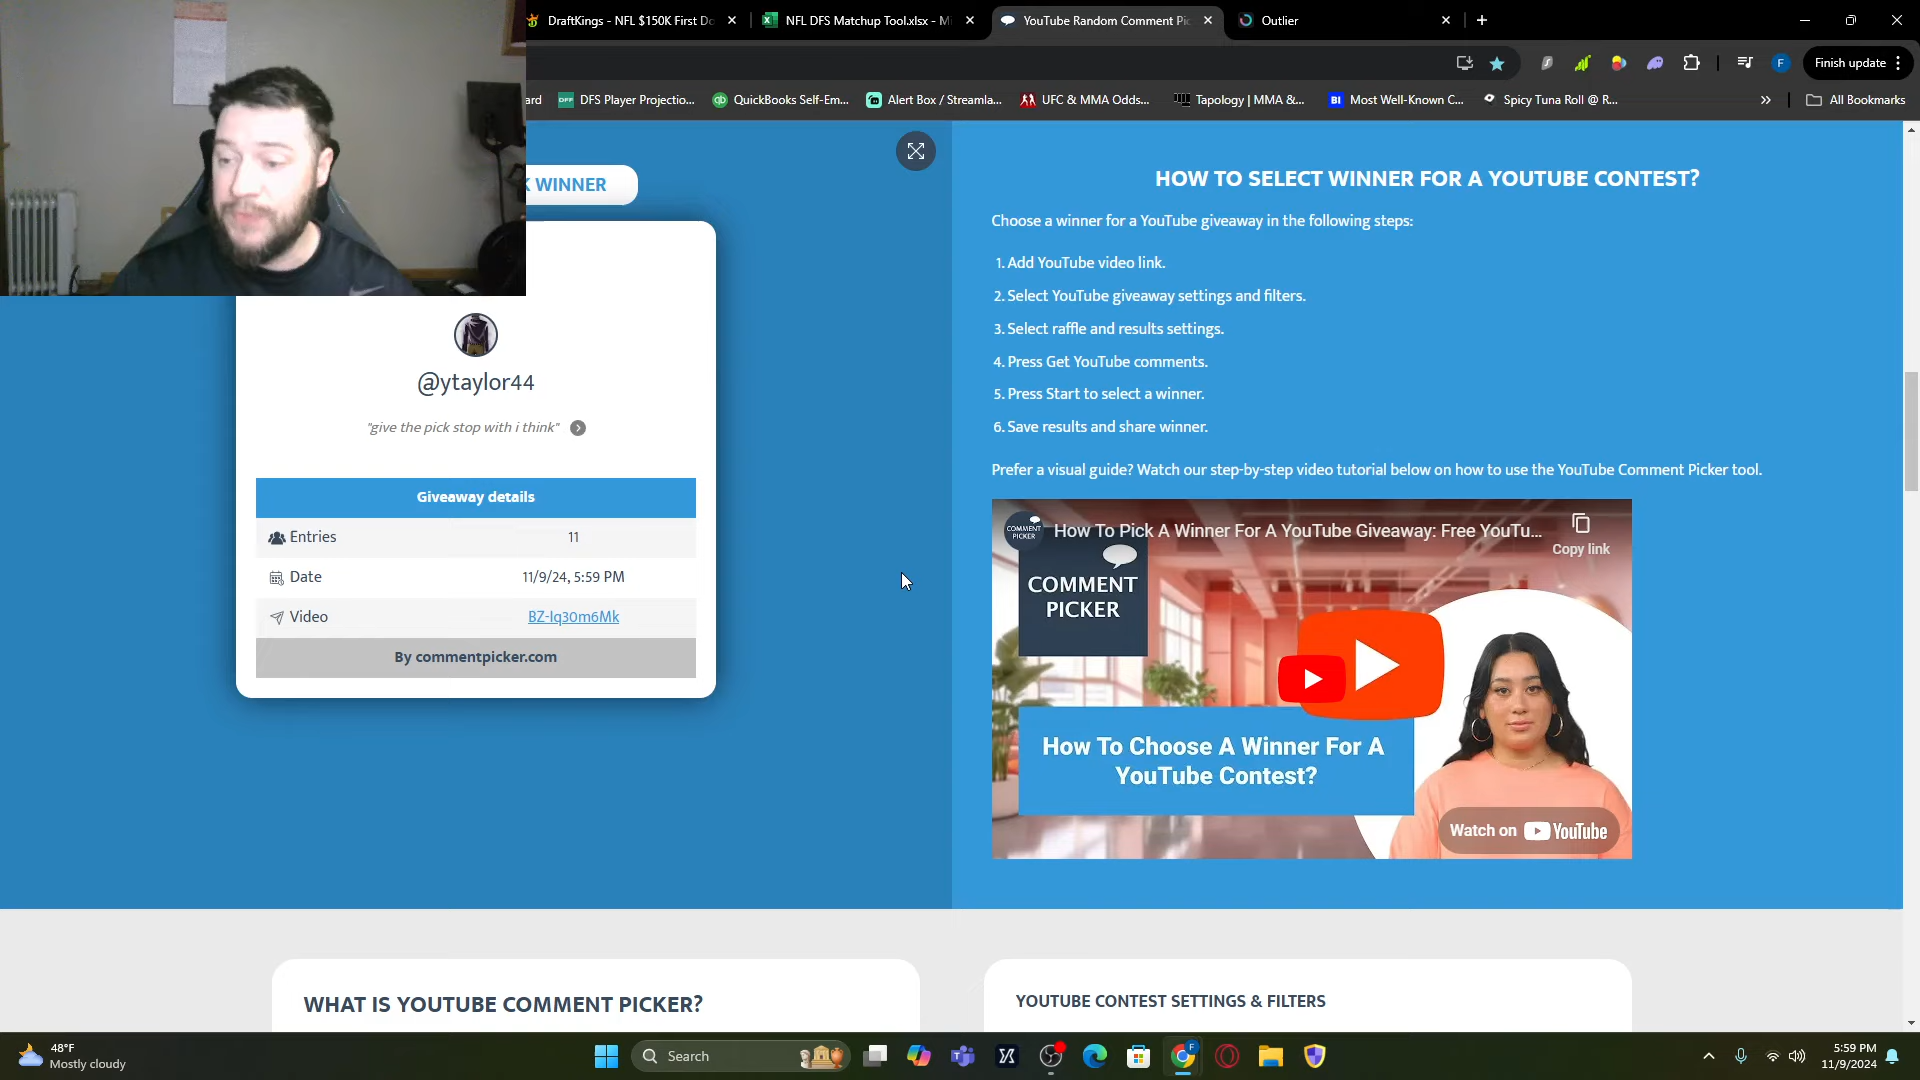 DraftKings - NFL $150K First Do
NFL DFS Matchup Tool.xlsx - Mi
YouTube Random Comment Pic
Outlier
Finish update
ard
DFF
DFS Player Projectio...
qb
QuickBooks Self-Em...
Alert Box / Streamla...
UFC & MMA Odds...
Tapology | MMA &...
BI
Most Well-Known C...
Spicy Tuna Roll @ R...
»
All Bookmarks
WINNER
@ytaylor44
"give the pick stop with i think"
Giveaway details
Entries 11
Date 11/9/24, 5:59 PM
Video BZ-lq30m6Mk
By commentpicker.com
HOW TO SELECT WINNER FOR A YOUTUBE CONTEST?
Choose a winner for a YouTube giveaway in the following steps:
1. Add YouTube video link.
2. Select YouTube giveaway settings and filters.
3. Select raffle and results settings.
4. Press Get YouTube comments.
5. Press Start to select a winner.
6. Save results and share winner.
Prefer a visual guide? Watch our step-by-step video tutorial below on how to use the YouTube Comment Picker tool.
COMMENT
PICKER
How To Pick A Winner For A YouTube Giveaway: Free YouTu...
Copy link
COMMENT
PICKER
How To Choose A Winner For A
YouTube Contest?
Watch on YouTube
WHAT IS YOUTUBE COMMENT PICKER?
YOUTUBE CONTEST SETTINGS & FILTERS
48°F
Mostly cloudy
Search
5:59 PM
11/9/2024